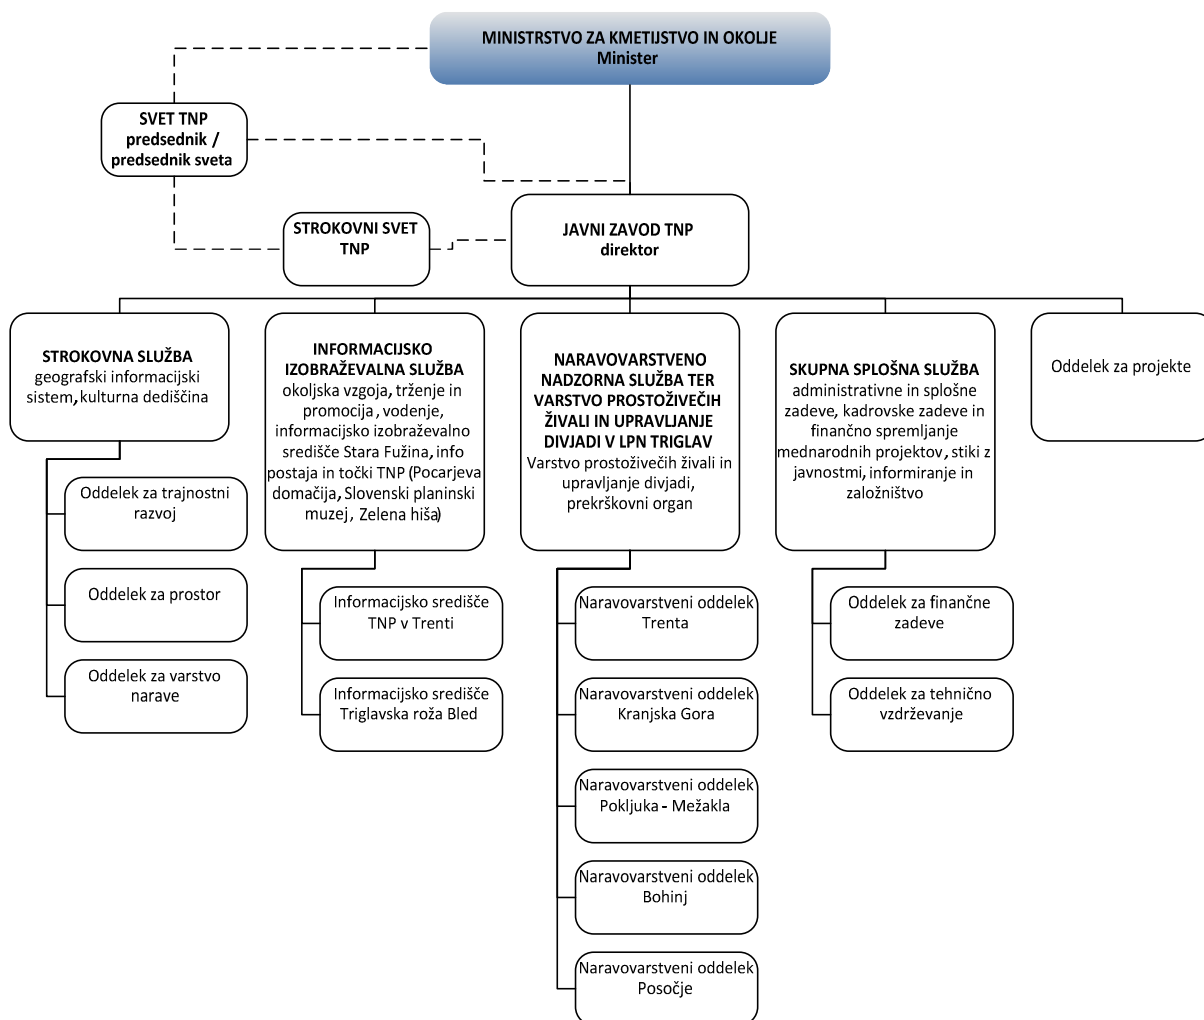 MINISTRSTVO ZA KMETIJSTVO IN OKOLJE
Minister
SVET TNP
predsednik /
predsednik sveta
STROKOVNI SVET
TNP
JAVNI ZAVOD TNP
direktor
STROKOVNA SLUŽBA
geografski informacijski
sistem, kulturna dediščina
Oddelek za trajnostni
razvoj
Oddelek za prostor
Oddelek za varstvo
narave
INFORMACIJSKO
IZOBRAŽEVALNA SLUŽBA
okoljska vzgoja, trženje in
promocija, vodenje,
informacijsko izobraževalno
središče Stara Fužina, info
postaja in točki TNP (Pocarjeva
domačija, Slovenski planinski
muzej, Zelena hiša)
Informacijsko središče
TNP v Trenti
Informacijsko središče
Triglavska roža Bled
NARAVOVARSTVENO
NADZORNA SLUŽBA TER
VARSTVO PROSTOŽIVEČIH
ŽIVALI IN UPRAVLJANJE
DIVJADI V LPN TRIGLAV
Varstvo prostoživečih živali in
upravljanje divjadi,
prekrškovni organ
Naravovarstveni oddelek
Trenta
Naravovarstveni oddelek
Kranjska Gora
Naravovarstveni oddelek
Pokljuka - Mežakla
Naravovarstveni oddelek
Bohinj
Naravovarstveni oddelek
Posočje
SKUPNA SPLOŠNA SLUŽBA
administrativne in splošne
zadeve, kadrovske zadeve in
finančno spremljanje
mednarodnih projektov, stiki z
javnostmi, informiranje in
založništvo
Oddelek za finančne
zadeve
Oddelek za tehnično
vzdrževanje
Oddelek za projekte